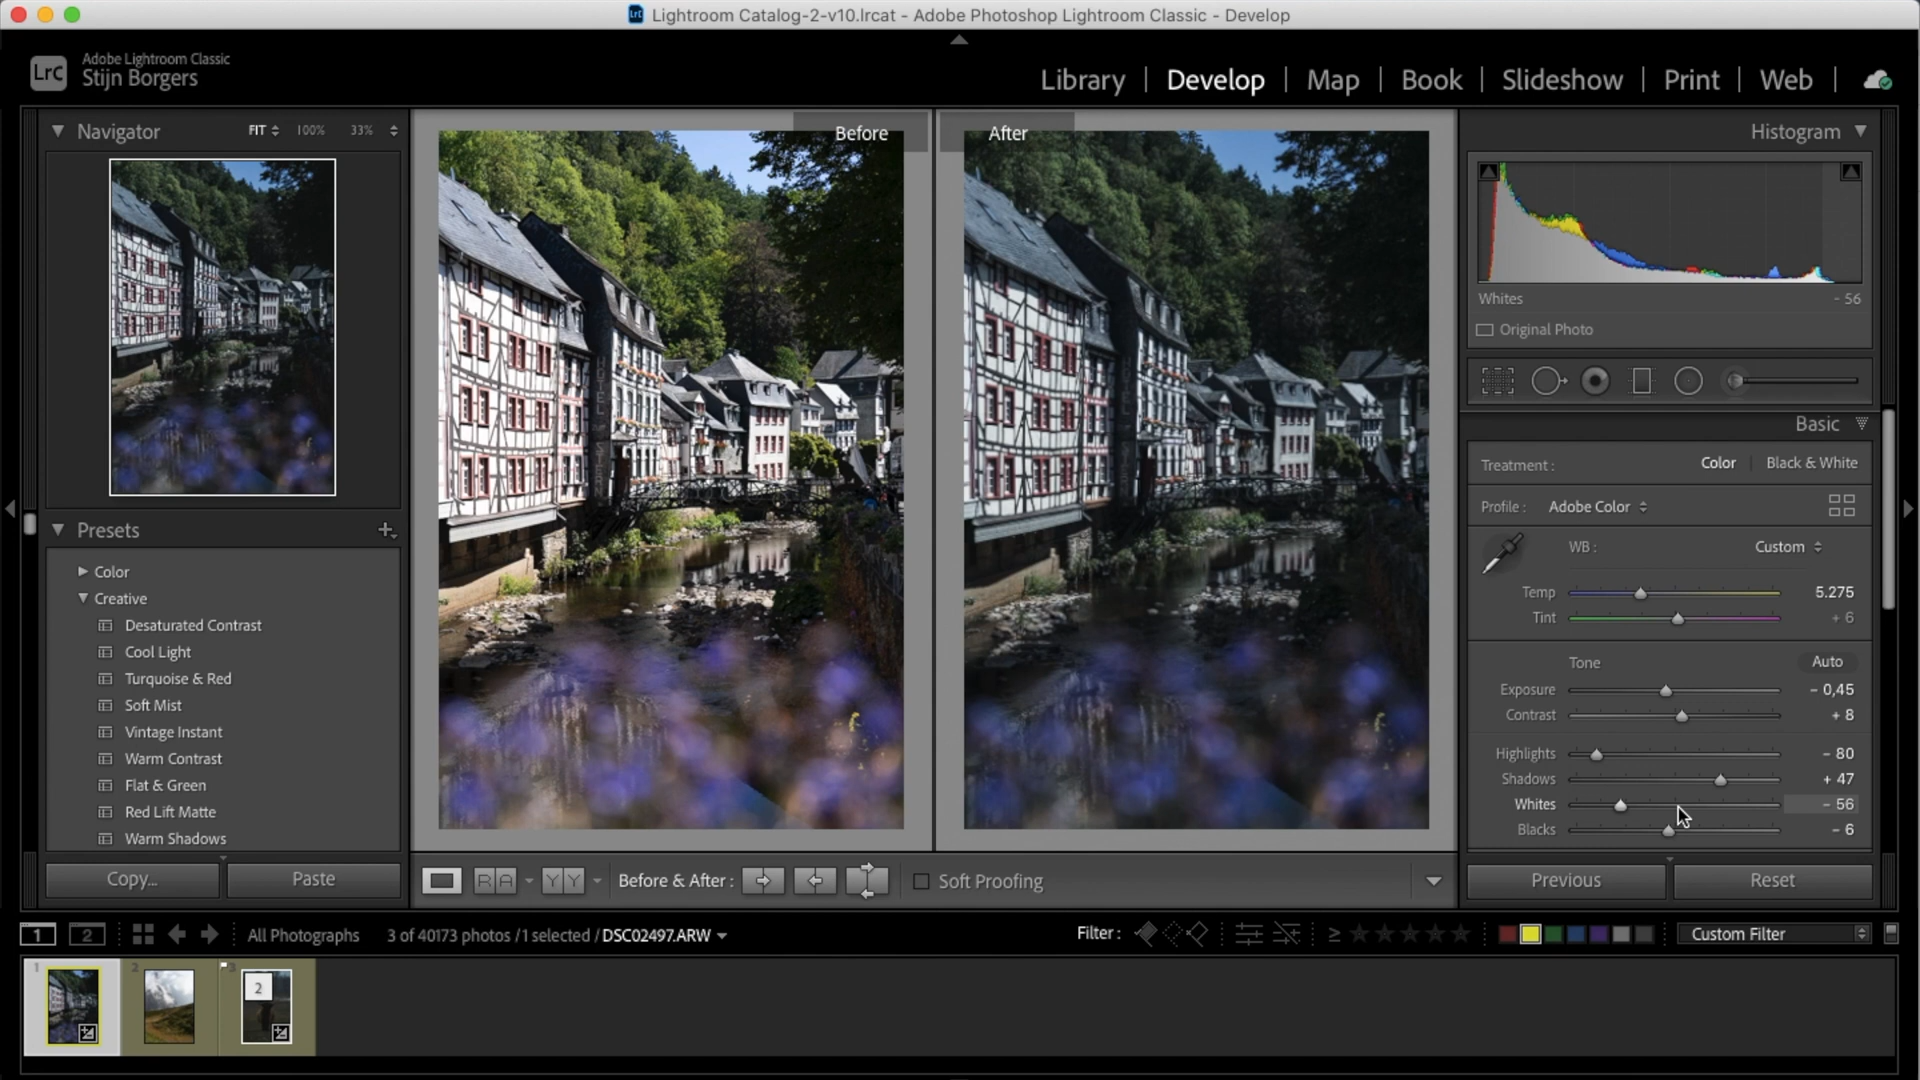 Lightroom Catalog-2-v10.lrcat - Adobe Photoshop Lightroom Classic - Develop
LrC
Adobe Lightroom Classic
Stijn Borgers
Library | Develop | Map | Book | Slideshow | Print | Web
Navigator FIT 100% 33%
Before
After
Histogram
Whites - 56
Original Photo
Basic
Treatment : Color Black & White
Profile : Adobe Color
WB : Custom
Temp 5.275
Tint + 6
Tone Auto
Exposure - 0,45
Contrast + 8
Highlights - 80
Shadows + 47
Whites - 56
Blacks - 6
Presets
Color
Creative
Desaturated Contrast
Cool Light
Turquoise & Red
Soft Mist
Vintage Instant
Warm Contrast
Flat & Green
Red Lift Matte
Warm Shadows
Copy... Paste
R A Y Y Before & After : Soft Proofing
Previous Reset
1 2 All Photographs 3 of 40173 photos /1 selected / DSC02497.ARW Filter : ≥ Custom Filter
1 2 3
2